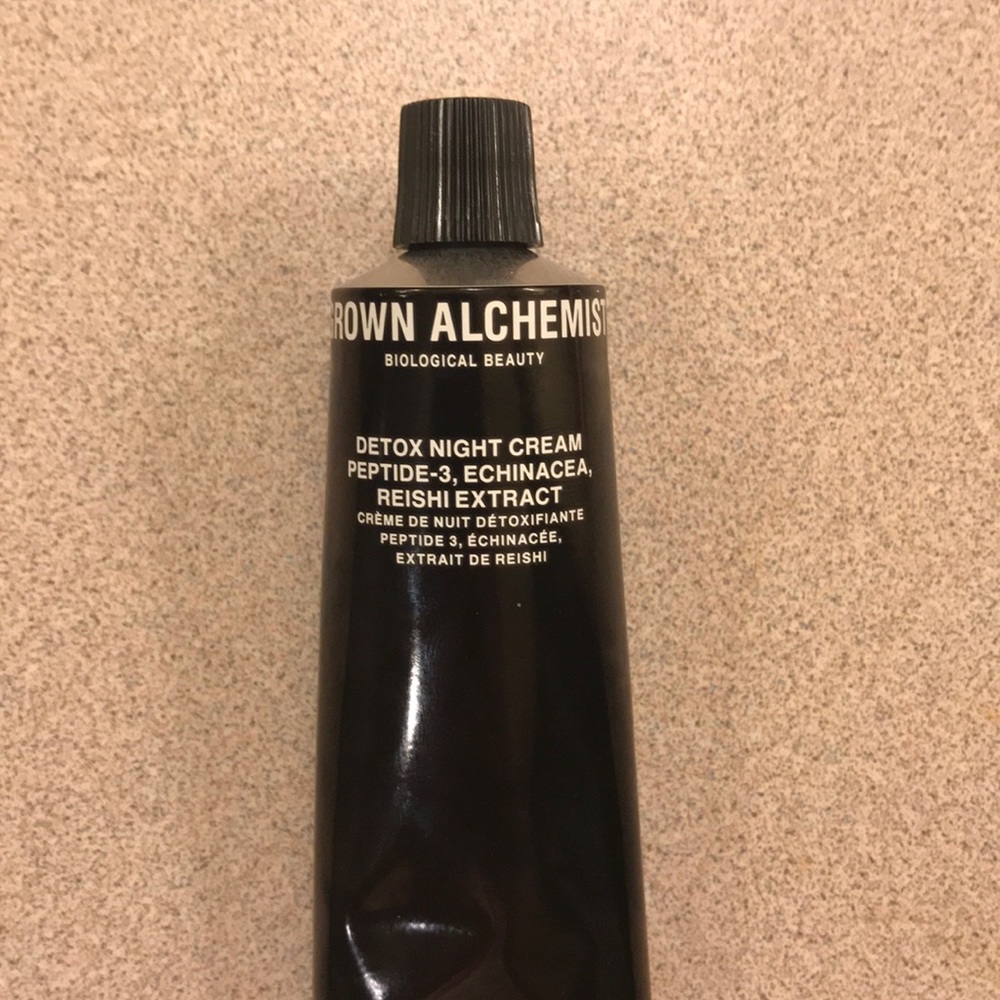 GROWN ALCHEMIST
BIOLOGICAL BEAUTY
DETOX NIGHT CREAM
PEPTIDE-3, ECHINACEA,
REISHI EXTRACT
CRÈME DE NUIT DÉTOXIFIANTE
PEPTIDE 3, ÉCHINACÉE,
EXTRAIT DE REISHI